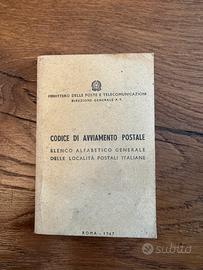 MINISTERO DELLE POSTE E TELECOMUNICAZIONI
DIREZIONE GENERALE P.T.
CODICE DI AVVIAMENTO POSTALE
ELENCO ALFABETICO GENERALE
DELLE LOCALITÀ POSTALI ITALIANE
ROMA - 1967
subito